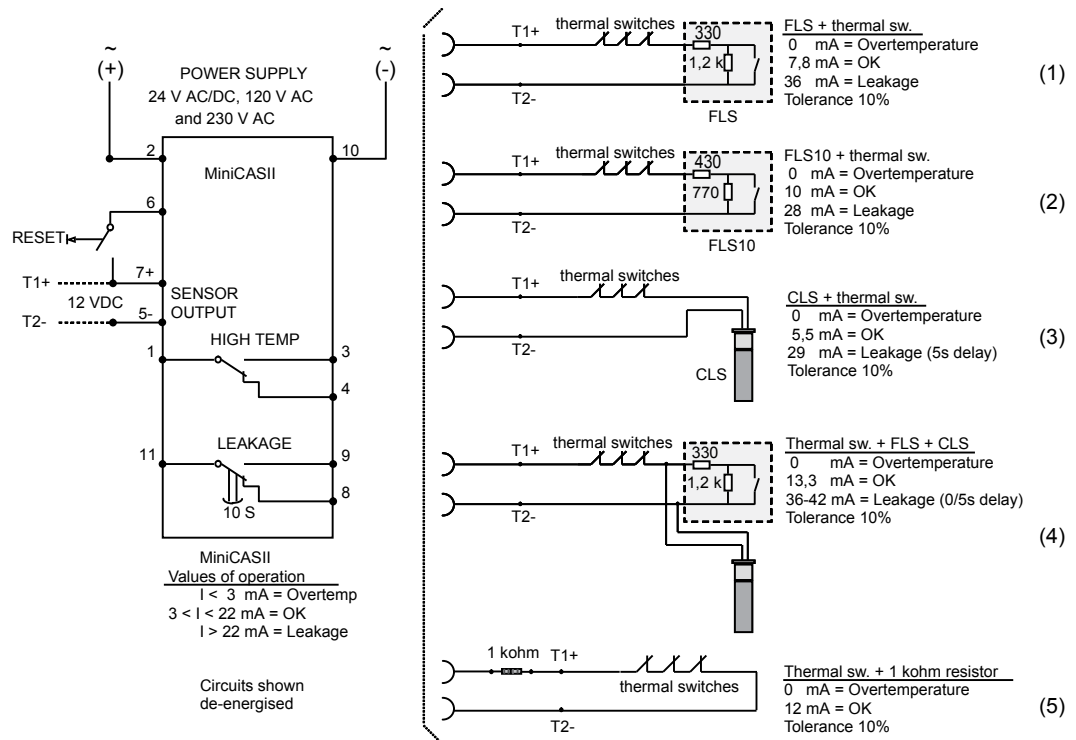 ~
(+)
~
(-)
POWER SUPPLY
24 V AC/DC, 120 V AC
and 230 V AC
2
10
MiniCASII
6
RESET
7+
T1+
12 VDC
SENSOR
OUTPUT
T2-
5-
HIGH TEMP
1
3
4
LEAKAGE
11
9
8
10 S
MiniCASII
Values of operation
I < 3 mA = Overtemp
3 < I < 22 mA = OK
I > 22 mA = Leakage
Circuits shown
de-energised
T1+
thermal switches
330
1,2 k
T2-
FLS
FLS + thermal sw.
0 mA = Overtemperature
7,8 mA = OK
36 mA = Leakage
Tolerance 10%
(1)
T1+
thermal switches
430
770
T2-
FLS10
FLS10 + thermal sw.
0 mA = Overtemperature
10 mA = OK
28 mA = Leakage
Tolerance 10%
(2)
T1+
thermal switches
T2-
CLS
CLS + thermal sw.
0 mA = Overtemperature
5,5 mA = OK
29 mA = Leakage (5s delay)
Tolerance 10%
(3)
T1+
thermal switches
330
1,2 k
T2-
Thermal sw. + FLS + CLS
0 mA = Overtemperature
13,3 mA = OK
36-42 mA = Leakage (0/5s delay)
Tolerance 10%
(4)
1 kohm
T1+
thermal switches
T2-
Thermal sw. + 1 kohm resistor
0 mA = Overtemperature
12 mA = OK
Tolerance 10%
(5)